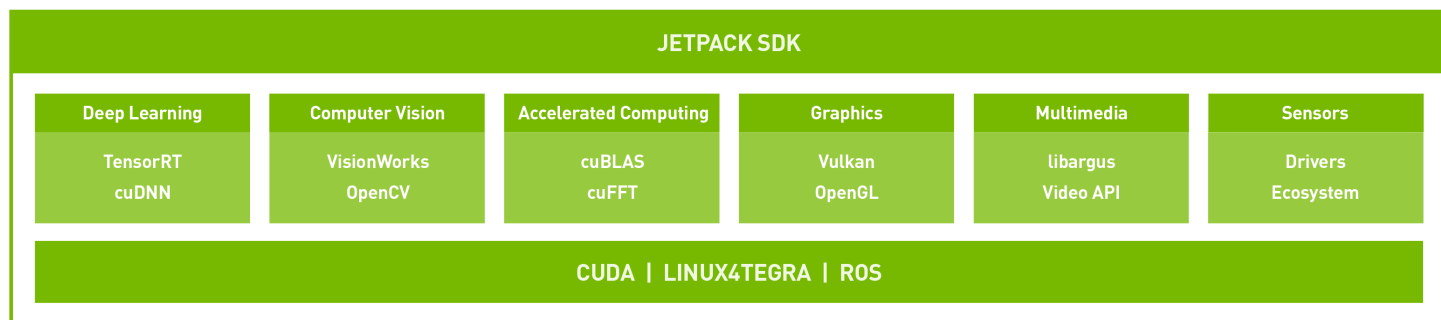 JETPACK SDK
Deep Learning
TensorRT
cuDNN
Computer Vision
VisionWorks
OpenCV
Accelerated Computing
cuBLAS
cuFFT
Graphics
Vulkan
OpenGL
Multimedia
libargus
Video API
Sensors
Drivers
Ecosystem
CUDA | LINUX4TEGRA | ROS